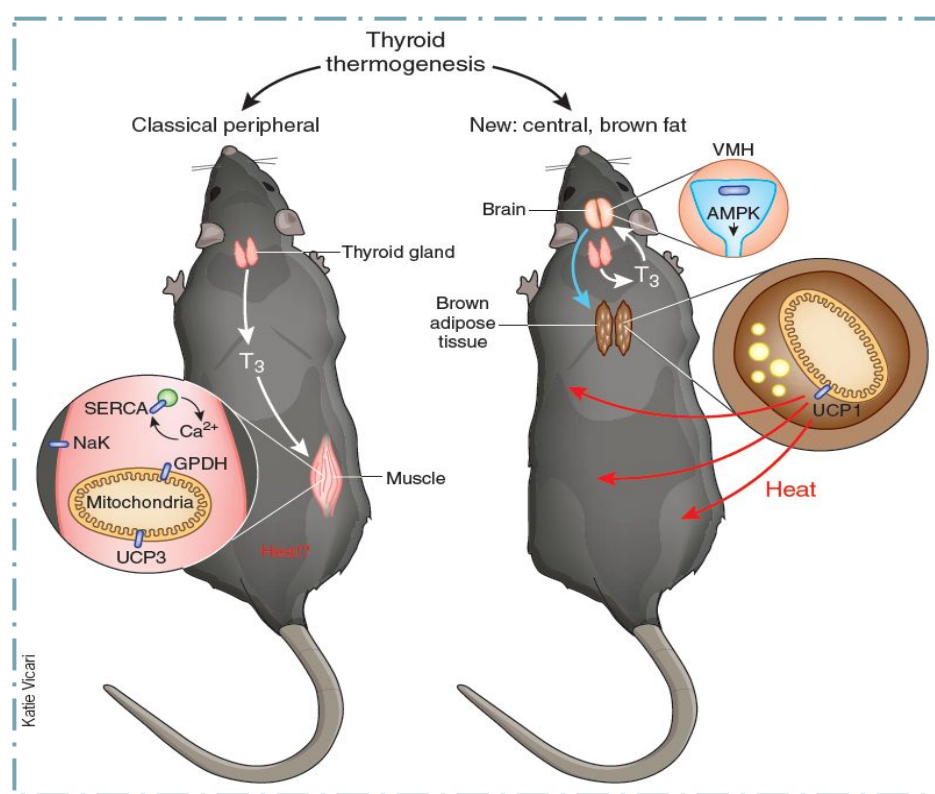 Thyroid
thermogenesis
Classical peripheral
New: central, brown fat
VMH
AMPK
Brain
Thyroid gland
T3
Brown
adipose
tissue
T3
SERCA
Ca2+
NaK
GPDH
Mitochondria
UCP3
Muscle
Heat?
UCP1
Heat
Katie Vicari